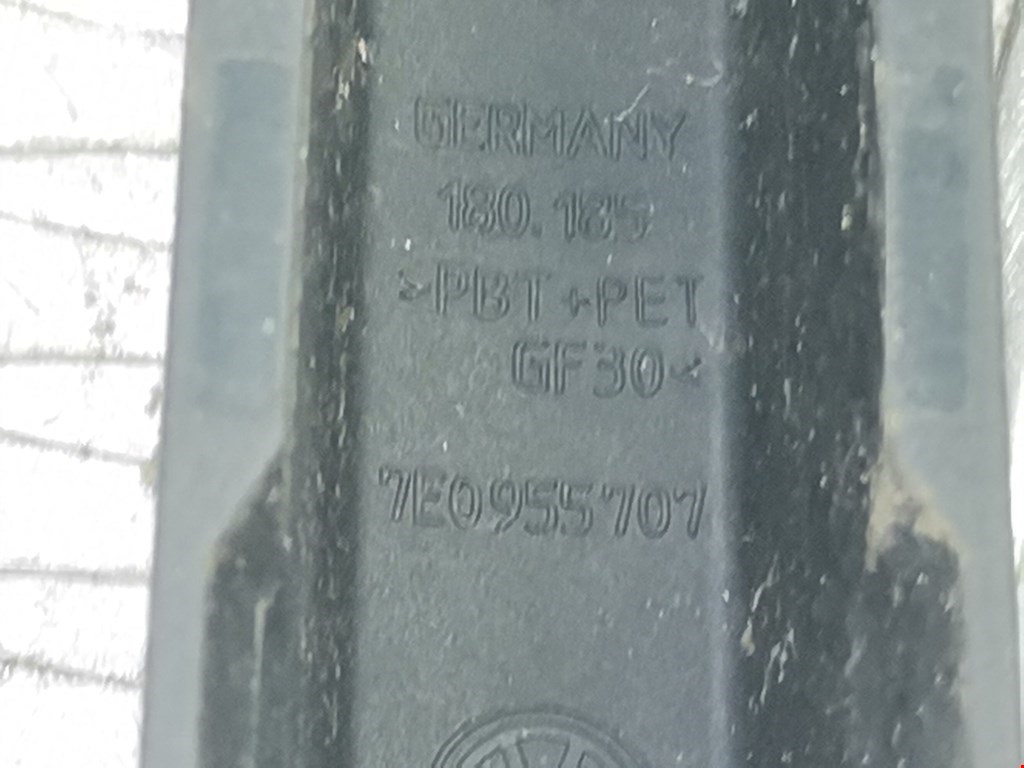 GERMANY
180.185
>PBT+PET
GF30<
7E0955707